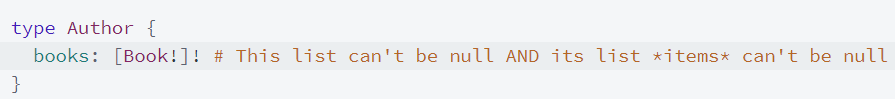 type Author {
  books: [Book!]! # This list can't be null AND its list *items* can't be null
}